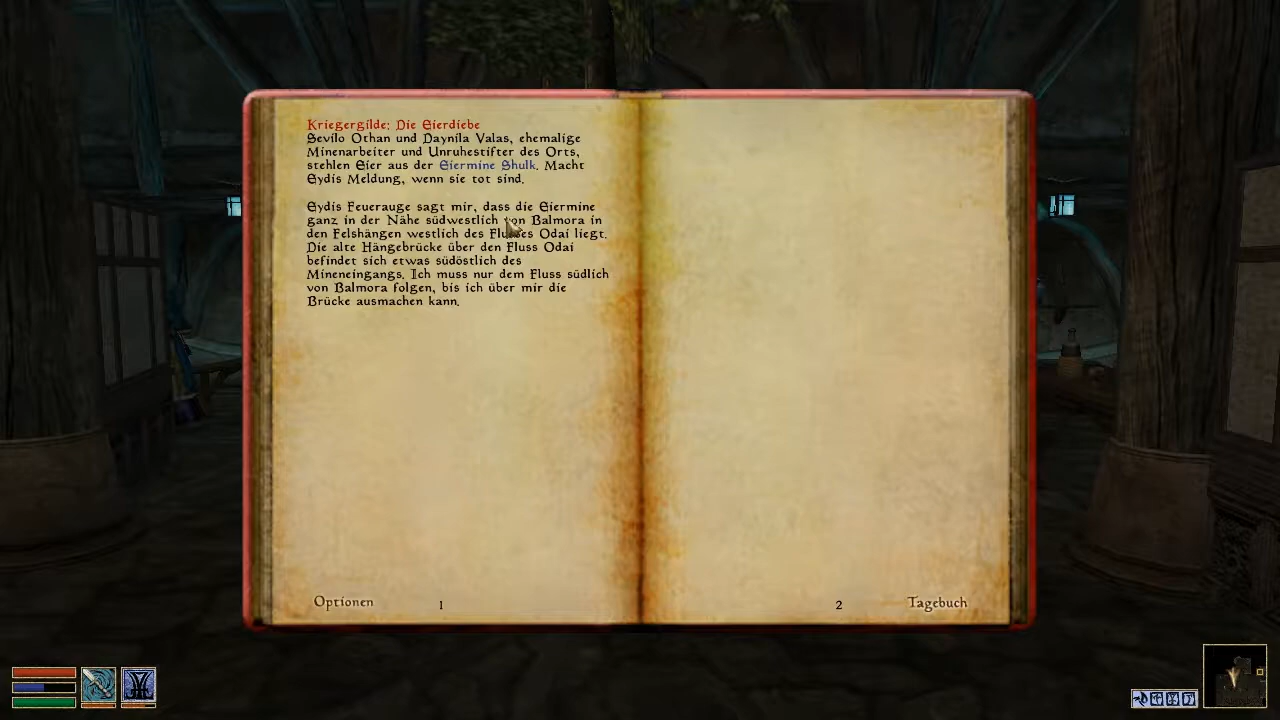 Kriegergilde: Die Eierdiebe
Sevilo Othan und Daynila Valas, ehemalige
Minenarbeiter und Unruhestifter des Orts,
stehlen Eier aus der Eiermine Shulk. Macht
Eydis Meldung, wenn sie tot sind.
Eydis Feuerauge sagt mir, dass die Eiermine
ganz in der Nähe südwestlich von Balmora in
den Felshängen westlich des Flusses Odai liegt.
Die alte Hängebrücke über den Fluss Odai
befindet sich etwas südöstlich des
Mineneingangs. Ich muss nur dem Fluss südlich
von Balmora folgen, bis ich über mir die
Brücke ausmachen kann.
Optionen 1 2 Tagebuch